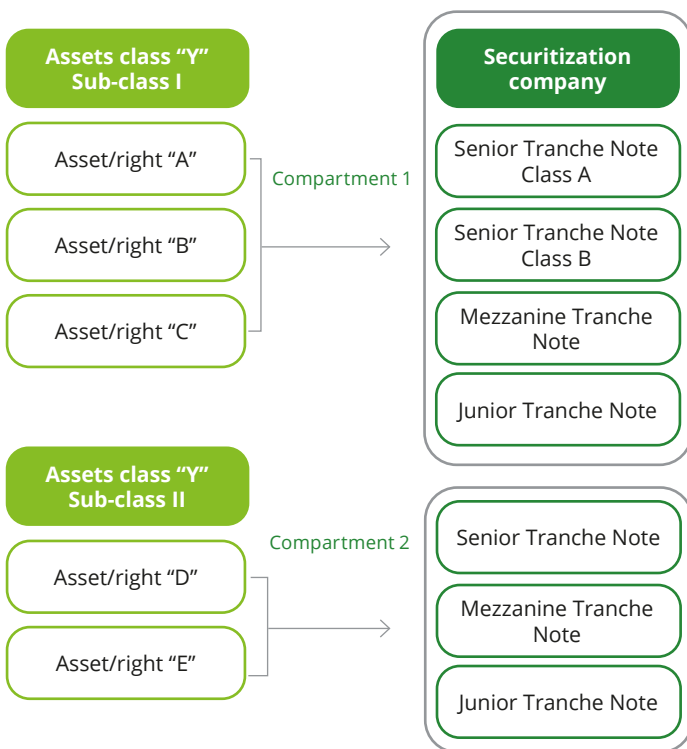 Assets class “Y”
Sub-class I
Asset/right “A”
Asset/right “B”
Asset/right “C”
Compartment 1
Securitization
company
Senior Tranche Note
Class A
Senior Tranche Note
Class B
Mezzanine Tranche
Note
Junior Tranche Note
Assets class “Y”
Sub-class II
Asset/right “D”
Asset/right “E”
Compartment 2
Senior Tranche Note
Mezzanine Tranche
Note
Junior Tranche Note